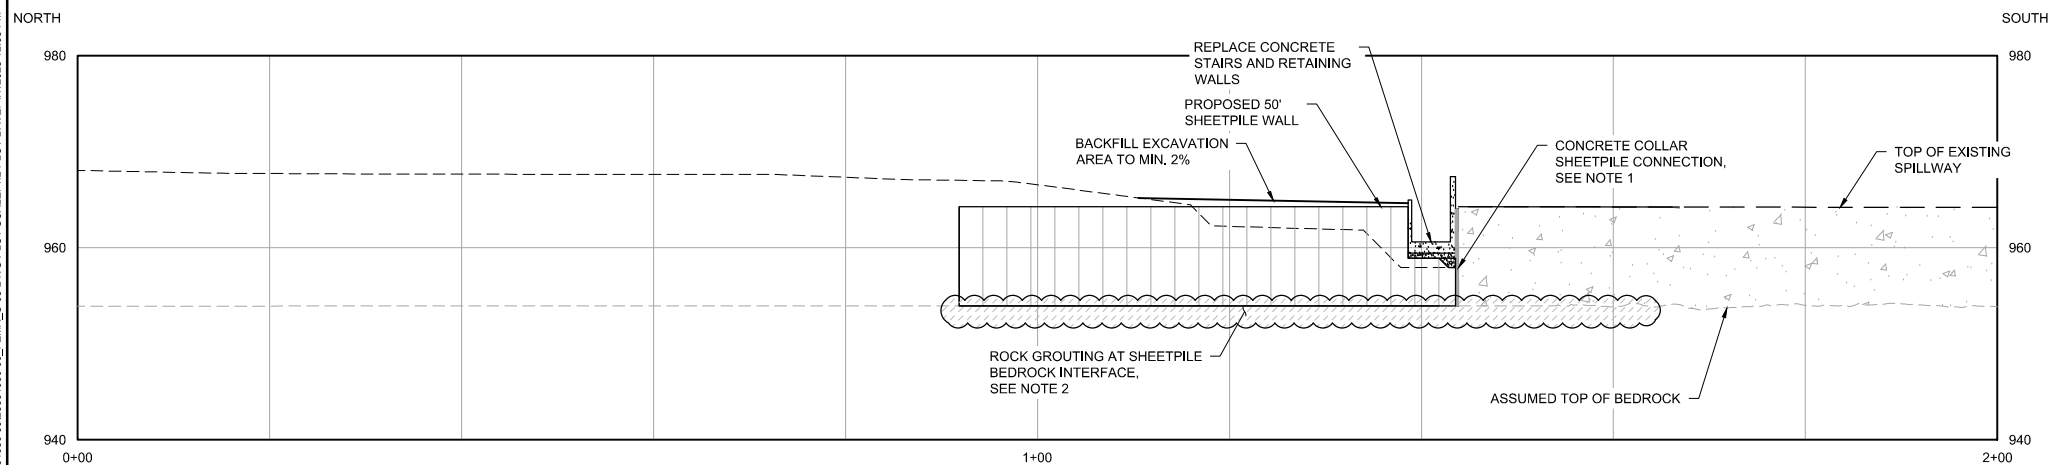 NORTH
SOUTH
980
980
REPLACE CONCRETE
STAIRS AND RETAINING
WALLS
PROPOSED 50'
SHEETPILE WALL
BACKFILL EXCAVATION
AREA TO MIN. 2%
CONCRETE COLLAR
SHEETPILE CONNECTION,
SEE NOTE 1
TOP OF EXISTING
SPILLWAY
960
960
ROCK GROUTING AT SHEETPILE
BEDROCK INTERFACE,
SEE NOTE 2
ASSUMED TOP OF BEDROCK
940
940
0+00
1+00
2+00